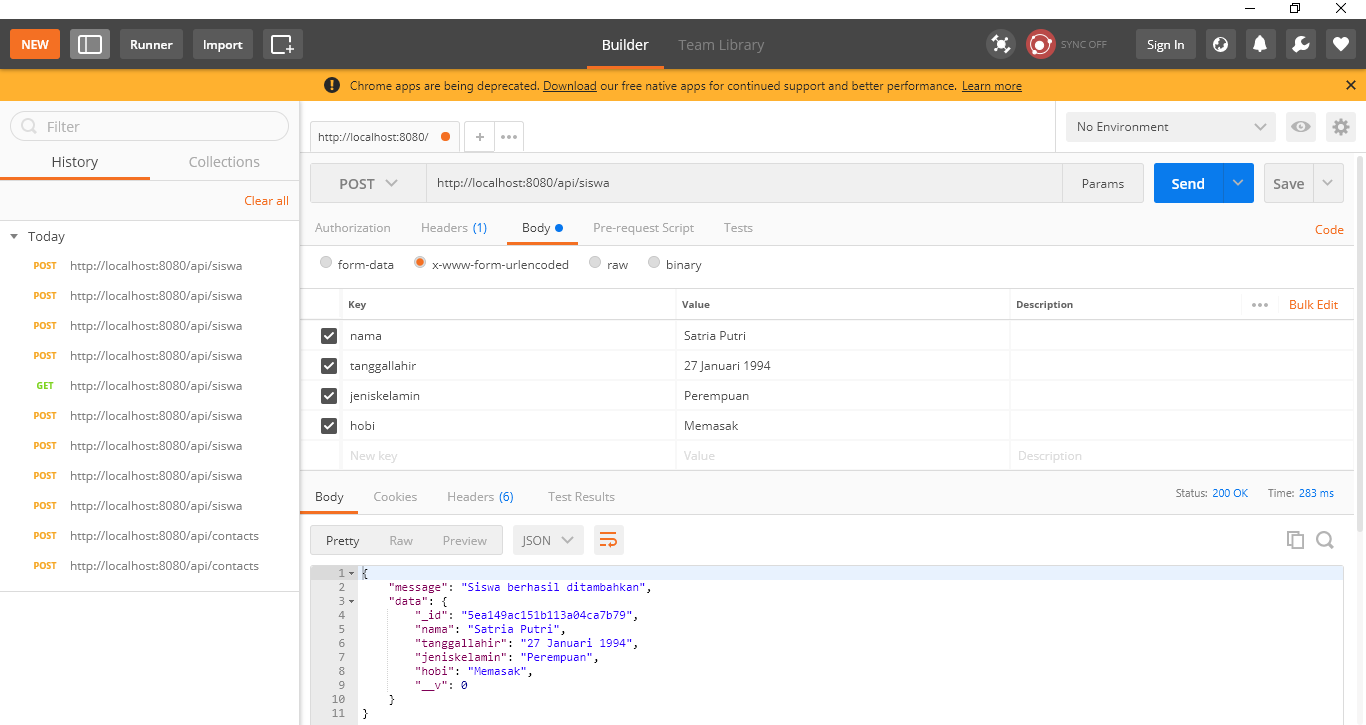 NEW Runner Import Builder Team Library SYNC OFF Sign In
Chrome apps are being deprecated. Download our free native apps for continued support and better performance. Learn more
Filter
History Collections
Clear all
Today
POST http://localhost:8080/api/siswa
POST http://localhost:8080/api/siswa
POST http://localhost:8080/api/siswa
POST http://localhost:8080/api/siswa
GET http://localhost:8080/api/siswa
POST http://localhost:8080/api/siswa
POST http://localhost:8080/api/siswa
POST http://localhost:8080/api/siswa
POST http://localhost:8080/api/siswa
POST http://localhost:8080/api/contacts
POST http://localhost:8080/api/contacts
http://localhost:8080/ + ••• No Environment
POST http://localhost:8080/api/siswa Params Send Save
Authorization Headers (1) Body Pre-request Script Tests Code
form-data x-www-form-urlencoded raw binary
Key Value Description ••• Bulk Edit
nama Satria Putri
tanggallahir 27 Januari 1994
jeniskelamin Perempuan
hobi Memasak
New key Value Description
Body Cookies Headers (6) Test Results Status: 200 OK Time: 283 ms
Pretty Raw Preview JSON
1 {
2 "message": "Siswa berhasil ditambahkan",
3 "data": {
4 "_id": "5ea149ac151b113a04ca7b79",
5 "nama": "Satria Putri",
6 "tanggallahir": "27 Januari 1994",
7 "jeniskelamin": "Perempuan",
8 "hobi": "Memasak",
9 "__v": 0
10 }
11 }